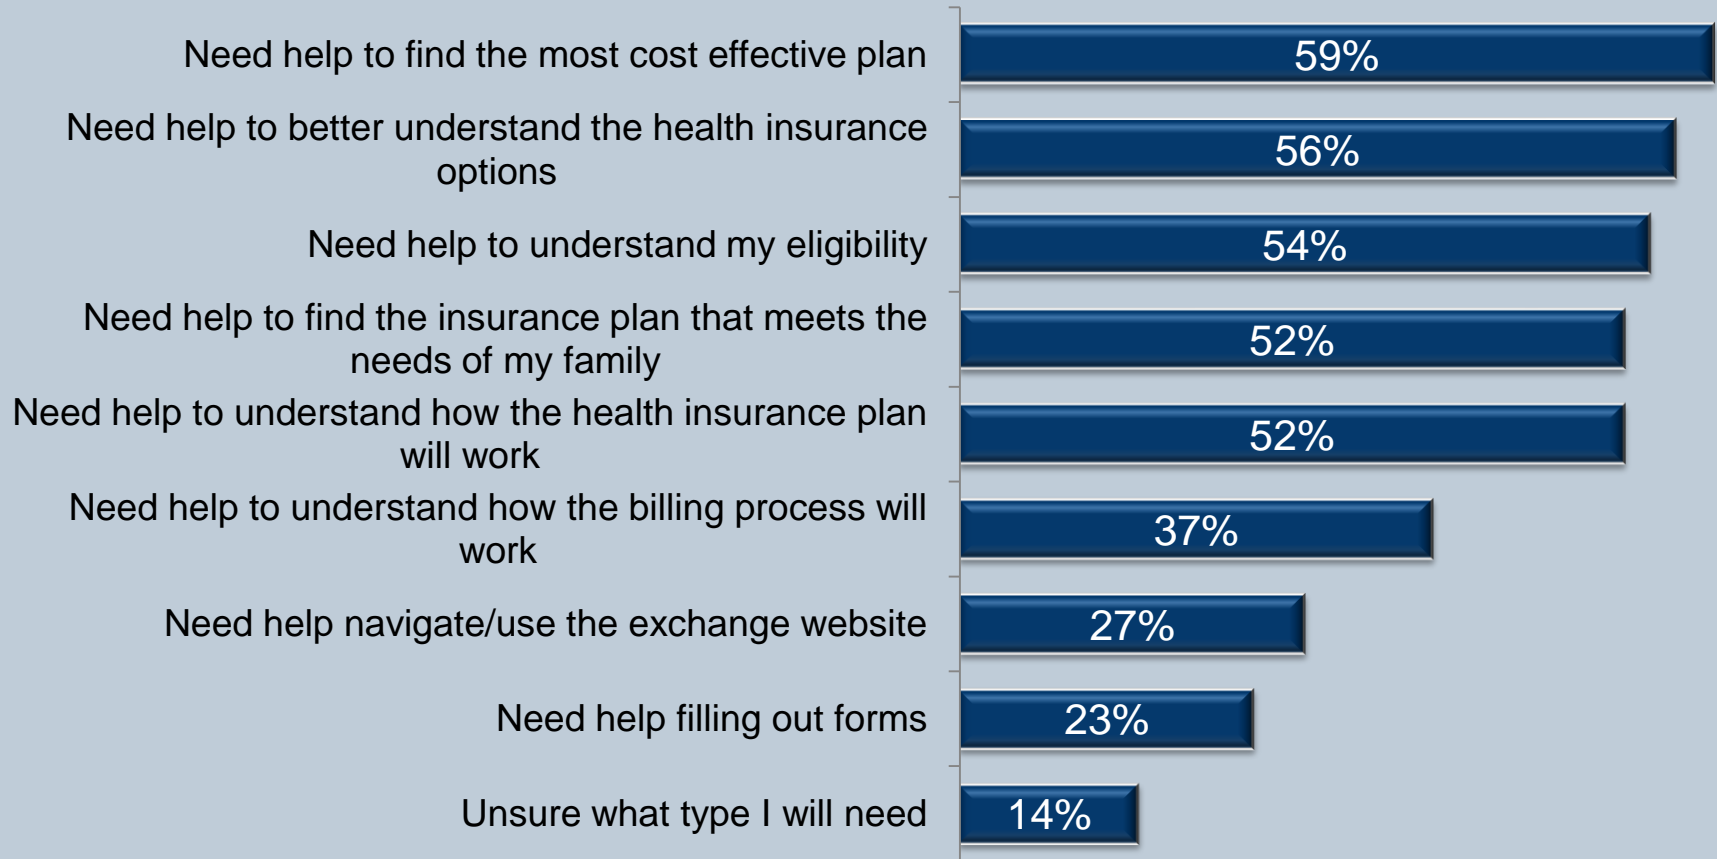 Need help to find the most cost effective plan
59%
Need help to better understand the health insurance
options
56%
Need help to understand my eligibility
54%
Need help to find the insurance plan that meets the
needs of my family
52%
Need help to understand how the health insurance plan
will work
52%
Need help to understand how the billing process will
work
37%
Need help navigate/use the exchange website
27%
Need help filling out forms
23%
Unsure what type I will need
14%